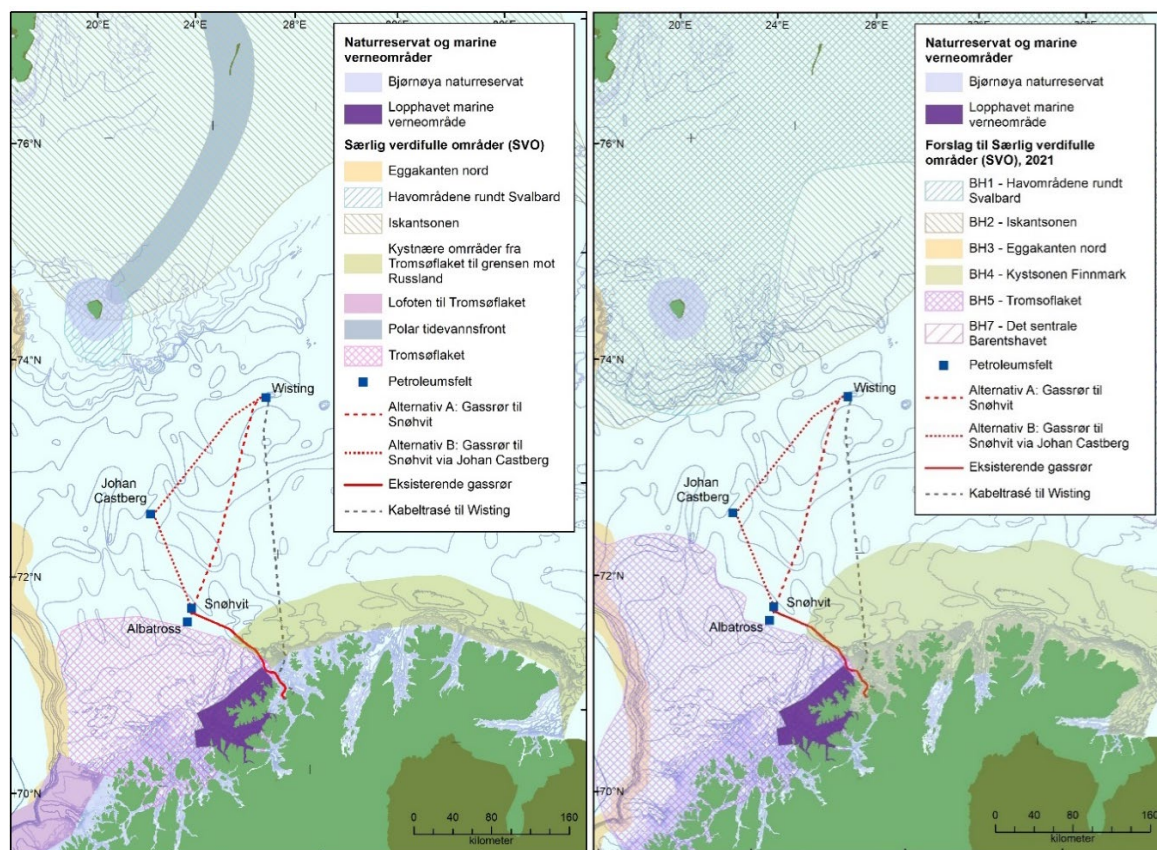 20°E 24°E 28°E
76°N
74°N
72°N
70°N
Naturreservat og marine
verneområder
Bjørnøya naturreservat
Lopphavet marine
verneområde
Særlig verdifulle områder (SVO)
Eggakanten nord
Havområdene rundt Svalbard
Iskantsonen
Kystnære områder fra
Tromsøflaket til grensen mot
Russland
Lofoten til Tromsøflaket
Polar tidevannsfront
Tromsøflaket
Petroleumsfelt
Alternativ A: Gassrør til
Snøhvit
Alternativ B: Gassrør til
Snøhvit via Johan Castberg
Eksisterende gassrør
Kabeltrasé til Wisting
Wisting
Johan
Castberg
Snøhvit
Albatross
0 40 80 160
kilometer
20°E 24°E 28°E
76°N
74°N
72°N
70°N
Naturreservat og marine
verneområder
Bjørnøya naturreservat
Lopphavet marine
verneområde
Forslag til Særlig verdifulle
områder (SVO), 2021
BH1 - Havområdene rundt
Svalbard
BH2 - Iskantsonen
BH3 - Eggakanten nord
BH4 - Kystsonen Finnmark
BH5 - Tromsoflaket
BH7 - Det sentrale
Barentshavet
Petroleumsfelt
Alternativ A: Gassrør til
Snøhvit
Alternativ B: Gassrør til
Snøhvit via Johan Castberg
Eksisterende gassrør
Kabeltrasé til Wisting
Wisting
Johan
Castberg
Snøhvit
Albatross
0 40 80 160
kilometer